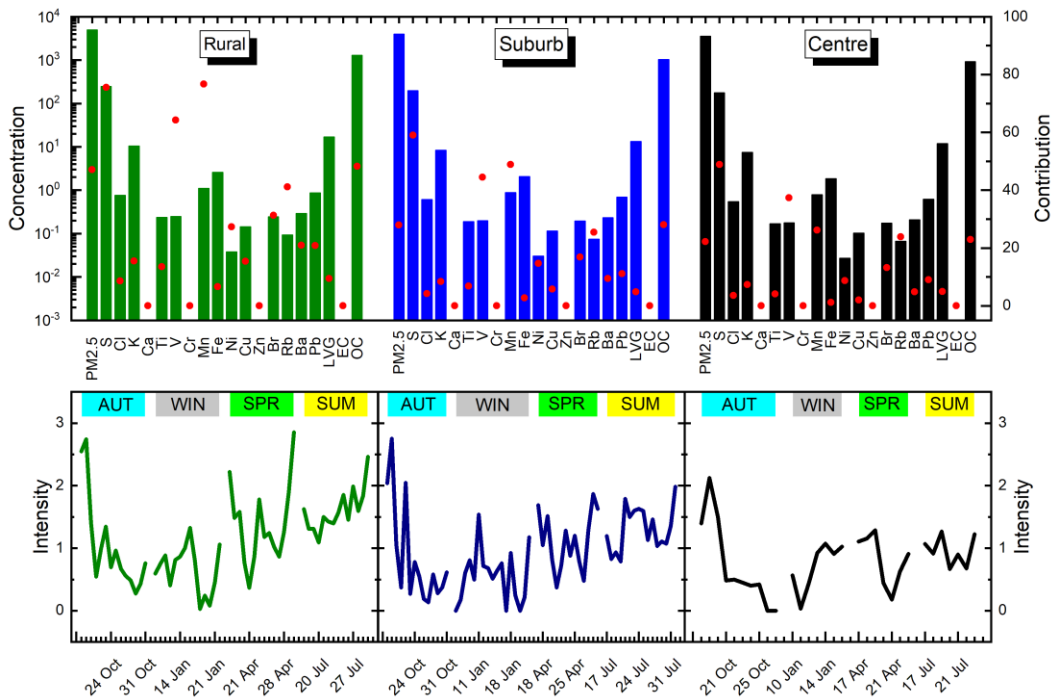 Rural Suburb Centre
Concentration
10^4
10^3
10^2
10^1
10^0
10^-1
10^-2
10^-3
Contribution
100
80
60
40
20
0
PM2.5 S Cl K Ca Ti V Cr Mn Fe Ni Cu Zn Br Rb Ba Pb LVG EC OC
PM2.5 S Cl K Ca Ti V Cr Mn Fe Ni Cu Zn Br Rb Ba Pb LVG EC OC
PM2.5 S Cl K Ca Ti V Cr Mn Fe Ni Cu Zn Br Rb Ba Pb LVG EC OC
AUT WIN SPR SUM AUT WIN SPR SUM AUT WIN SPR SUM
Intensity
3
2
1
0
Intensity
3
2
1
0
24 Oct 31 Oct 14 Jan 21 Jan 21 Apr 28 Apr 20 Jul 27 Jul
24 Oct 31 Oct 11 Jan 18 Jan 18 Apr 25 Apr 17 Jul 24 Jul 31 Jul
21 Oct 25 Oct 10 Jan 14 Jan 17 Apr 21 Apr 17 Jul 21 Jul